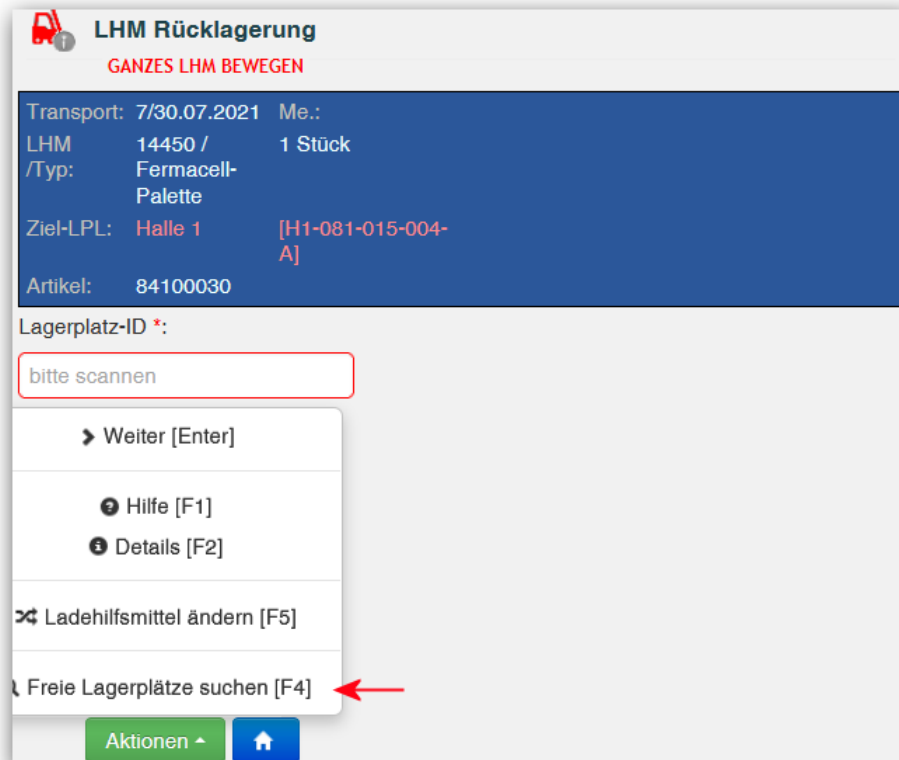 LHM Rücklagerung
GANZES LHM BEWEGEN
Transport: 7/30.07.2021 Me.:
LHM 14450 / 1 Stück
/Typ: Fermacell-
Palette
Ziel-LPL: Halle 1 [H1-081-015-004-
A]
Artikel: 84100030
Lagerplatz-ID *:
bitte scannen
Weiter [Enter]
Hilfe [F1]
Details [F2]
Ladehilfsmittel ändern [F5]
Freie Lagerplätze suchen [F4]
Aktionen